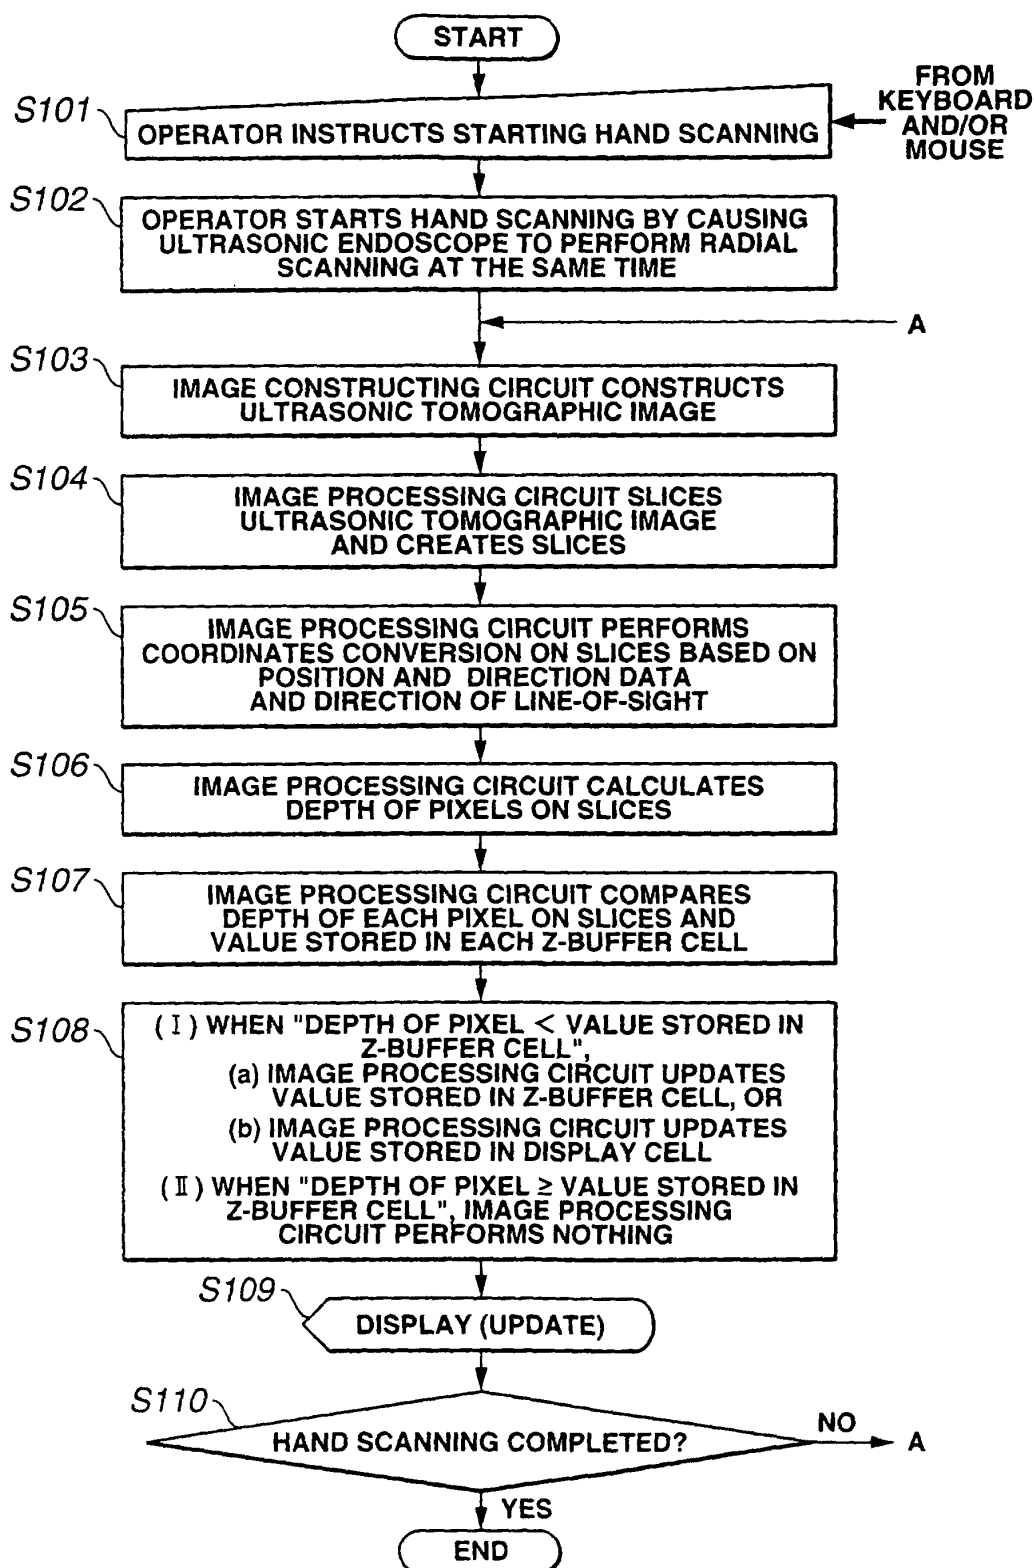 START
FROM
KEYBOARD
AND/OR
MOUSE
S101
OPERATOR INSTRUCTS STARTING HAND SCANNING
S102
OPERATOR STARTS HAND SCANNING BY CAUSING
ULTRASONIC ENDOSCOPE TO PERFORM RADIAL
SCANNING AT THE SAME TIME
A
S103
IMAGE CONSTRUCTING CIRCUIT CONSTRUCTS
ULTRASONIC TOMOGRAPHIC IMAGE
S104
IMAGE PROCESSING CIRCUIT SLICES
ULTRASONIC TOMOGRAPHIC IMAGE
AND CREATES SLICES
S105
IMAGE PROCESSING CIRCUIT PERFORMS
COORDINATES CONVERSION ON SLICES BASED ON
POSITION AND DIRECTION DATA
AND DIRECTION OF LINE-OF-SIGHT
S106
IMAGE PROCESSING CIRCUIT CALCULATES
DEPTH OF PIXELS ON SLICES
S107
IMAGE PROCESSING CIRCUIT COMPARES
DEPTH OF EACH PIXEL ON SLICES AND
VALUE STORED IN EACH Z-BUFFER CELL
S108
(Ⅰ) WHEN "DEPTH OF PIXEL < VALUE STORED IN
Z-BUFFER CELL",
(a) IMAGE PROCESSING CIRCUIT UPDATES
VALUE STORED IN Z-BUFFER CELL, OR
(b) IMAGE PROCESSING CIRCUIT UPDATES
VALUE STORED IN DISPLAY CELL
(Ⅱ) WHEN "DEPTH OF PIXEL ≥ VALUE STORED IN
Z-BUFFER CELL", IMAGE PROCESSING
CIRCUIT PERFORMS NOTHING
S109
DISPLAY (UPDATE)
S110
HAND SCANNING COMPLETED?
NO
A
YES
END